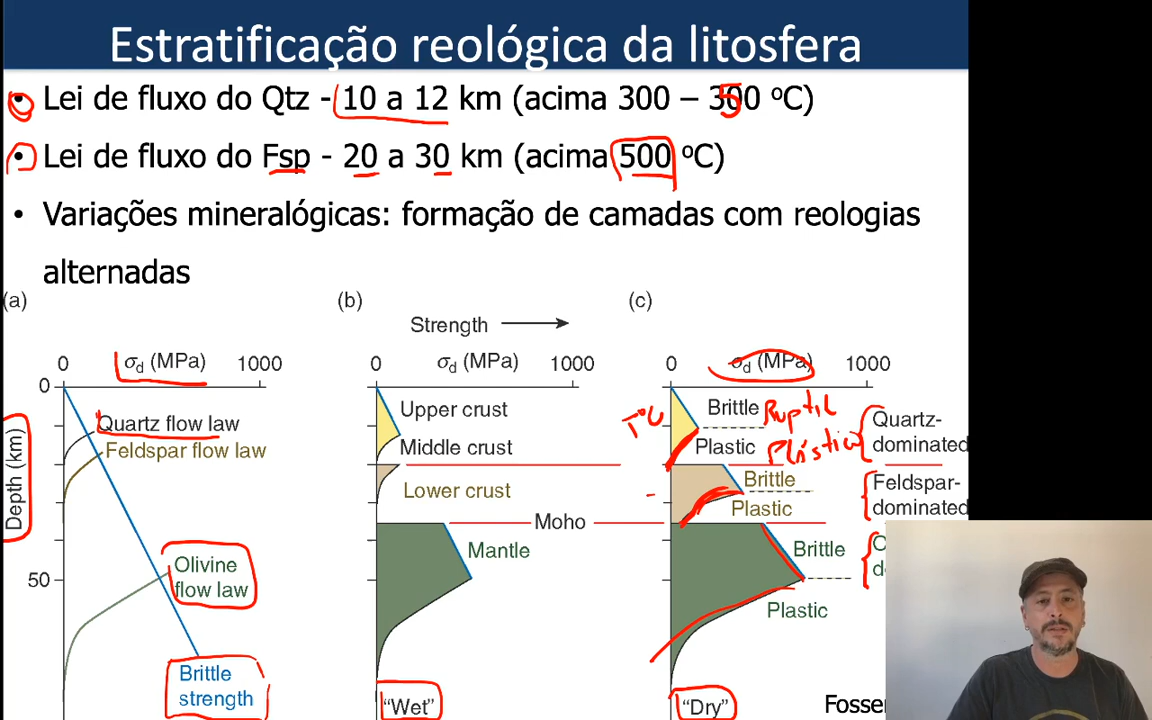 Estratificação reológica da litosfera
• Lei de fluxo do Qtz - 10 a 12 km (acima 300 – 350 ºC)
• Lei de fluxo do Fsp - 20 a 30 km (acima 500 ºC)
• Variações mineralógicas: formação de camadas com reologias
alternadas
(a) (b) (c)
Strength
0 σd (MPa) 1000 0 σd (MPa) 1000 0 σd (MPa) 1000
0
Depth (km)
50
Quartz flow law
Feldspar flow law
Olivine
flow law
Brittle
strength
Upper crust
Middle crust
Lower crust
Moho
Mantle
"Wet"
TºC
Brittle Ruptil
Plastic Plástico
Quartz-
dominated
Brittle
Plastic
Feldspar-
dominated
Brittle
Plastic
"Dry"